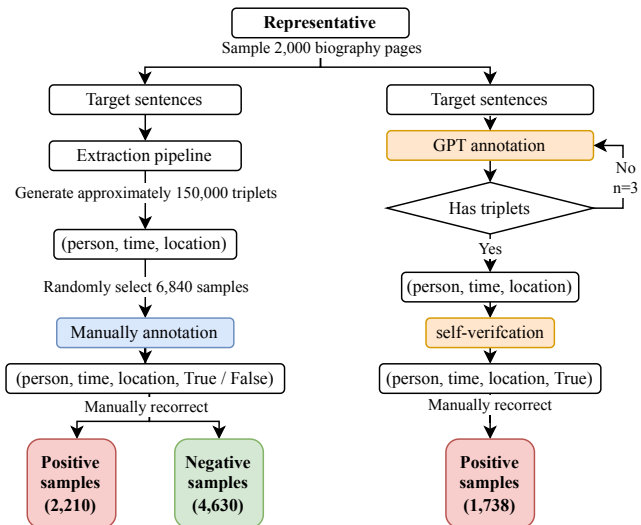 Representative
Sample 2,000 biography pages
Target sentences
Extraction pipeline
Generate approximately 150,000 triplets
(person, time, location)
Randomly select 6,840 samples
Manually annotation
(person, time, location, True / False)
Manually recorrect
Positive
samples
(2,210)
Negative
samples
(4,630)
Target sentences
GPT annotation
No
n=3
Has triplets
Yes
(person, time, location)
self-verifcation
(person, time, location, True)
Manually recorrect
Positive
samples
(1,738)